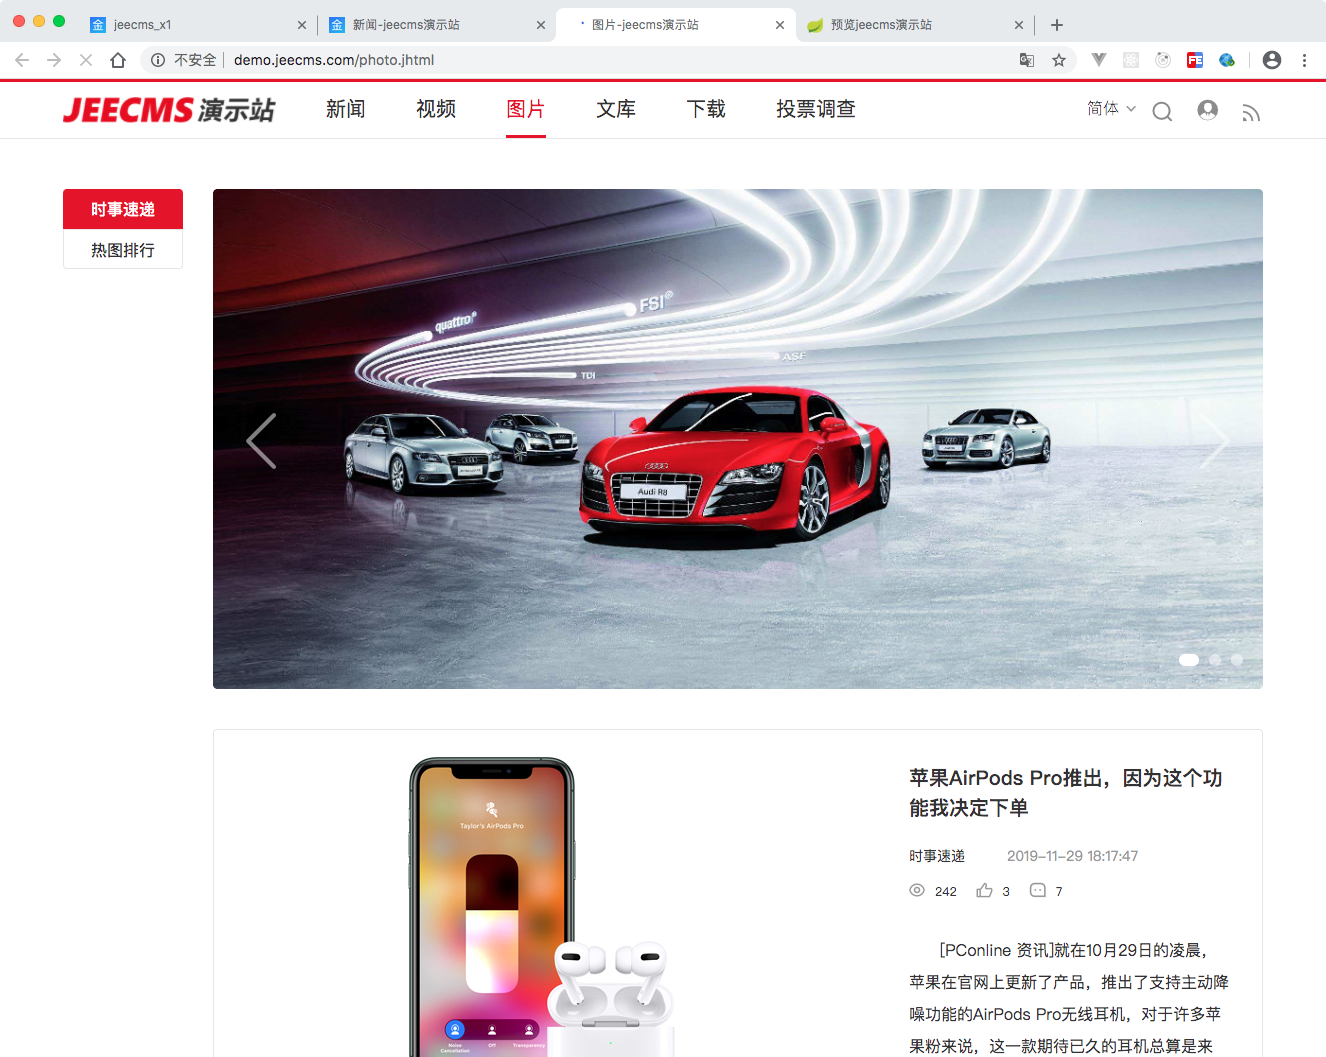 jeecms_x1
新闻-jeecms演示站
图片-jeecms演示站
预览jeecms演示站
不安全
demo.jeecms.com/photo.jhtml
FE
JEECMS演示站
新闻
视频
图片
文库
下载
投票调查
简体
时事速递
热图排行
quattro®
FSI®
ASF
TDI
Audi R8
苹果AirPods Pro推出，因为这个功
能我决定下单
时事速递
2019-11-29 18:17:47
242
3
7
[PConline 资讯]就在10月29日的凌晨，
苹果在官网上更新了产品，推出了支持主动降
噪功能的AirPods Pro无线耳机，对于许多苹
果粉来说，这一款期待已久的耳机总算是来
Taylor's AirPods Pro
Noise
Cancellation
Off
Transparency